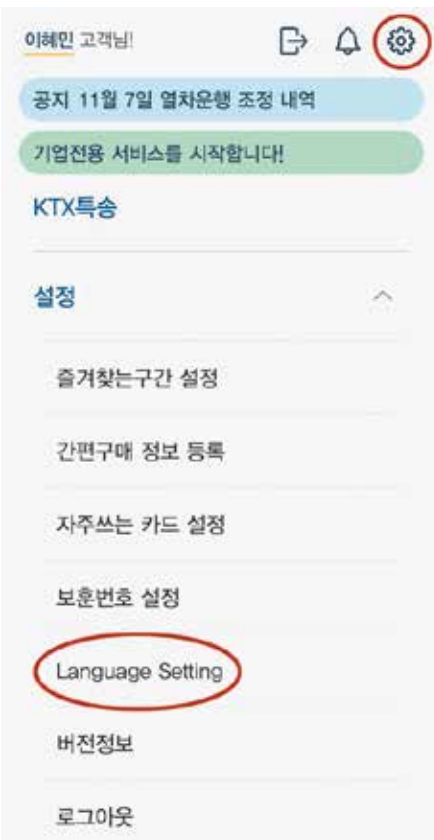 이혜민 고객님!
공지 11월 7일 열차운행 조정 내역
기업전용 서비스를 시작합니다!
KTX특송
설정
즐겨찾는구간 설정
간편구매 정보 등록
자주쓰는 카드 설정
보훈번호 설정
Language Setting
버전정보
로그아웃